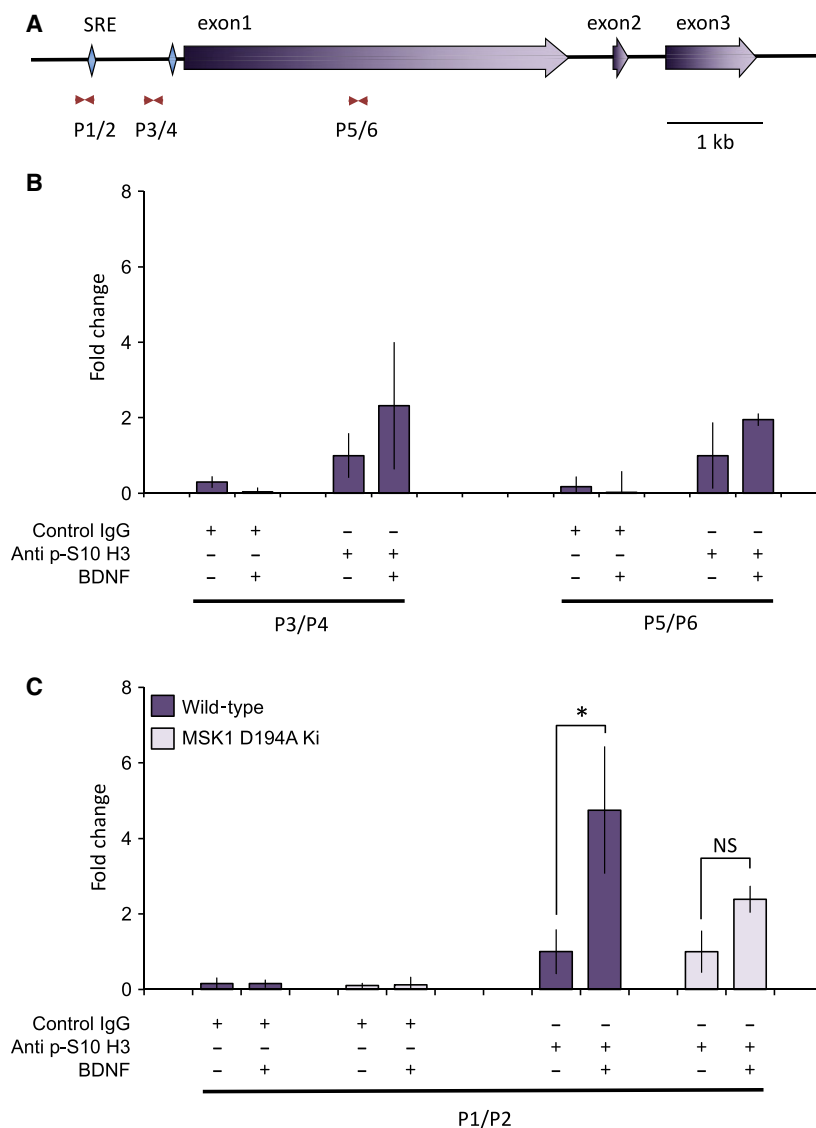 A
SRE exon1 exon2 exon3
P1/2 P3/4 P5/6 1 kb
B
8
6
4
2
0
Fold change
Control IgG + + – – + + – –
Anti p-S10 H3 – – + + – – + +
BDNF – + – + – + – +
P3/P4 P5/P6
C
8
6
4
2
0
Fold change
Wild-type
MSK1 D194A Ki
* NS
Control IgG + + + + – – – –
Anti p-S10 H3 – – – – + + + +
BDNF – + – + – + – +
P1/P2